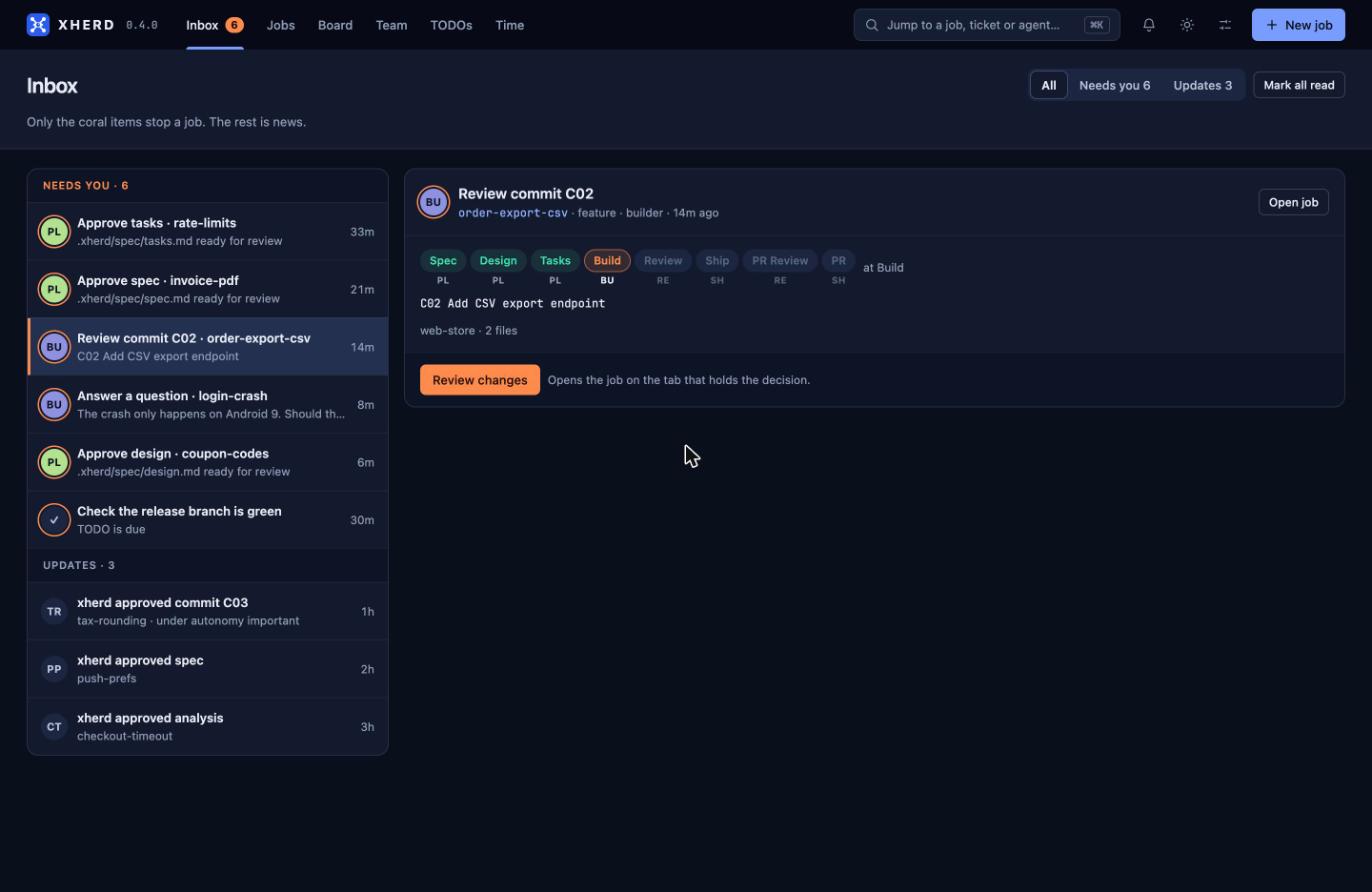 XHERD 0.4.0 Inbox 6 Jobs Board Team TODOs Time Jump to a job, ticket or agent... ⌘K + New job
Inbox
All Needs you 6 Updates 3 Mark all read
Only the coral items stop a job. The rest is news.
NEEDS YOU · 6
PL Approve tasks · rate-limits 33m
.xherd/spec/tasks.md ready for review
PL Approve spec · invoice-pdf 21m
.xherd/spec/spec.md ready for review
BU Review commit C02 · order-export-csv 14m
C02 Add CSV export endpoint
BU Answer a question · login-crash 8m
The crash only happens on Android 9. Should th...
PL Approve design · coupon-codes 6m
.xherd/spec/design.md ready for review
Check the release branch is green 30m
TODO is due
UPDATES · 3
TR xherd approved commit C03 1h
tax-rounding · under autonomy important
PP xherd approved spec 2h
push-prefs
CT xherd approved analysis 3h
checkout-timeout
BU Review commit C02 Open job
order-export-csv · feature · builder · 14m ago
Spec Design Tasks Build Review Ship PR Review PR at Build
PL PL PL BU RE SH RE SH
C02 Add CSV export endpoint
web-store · 2 files
Review changes Opens the job on the tab that holds the decision.